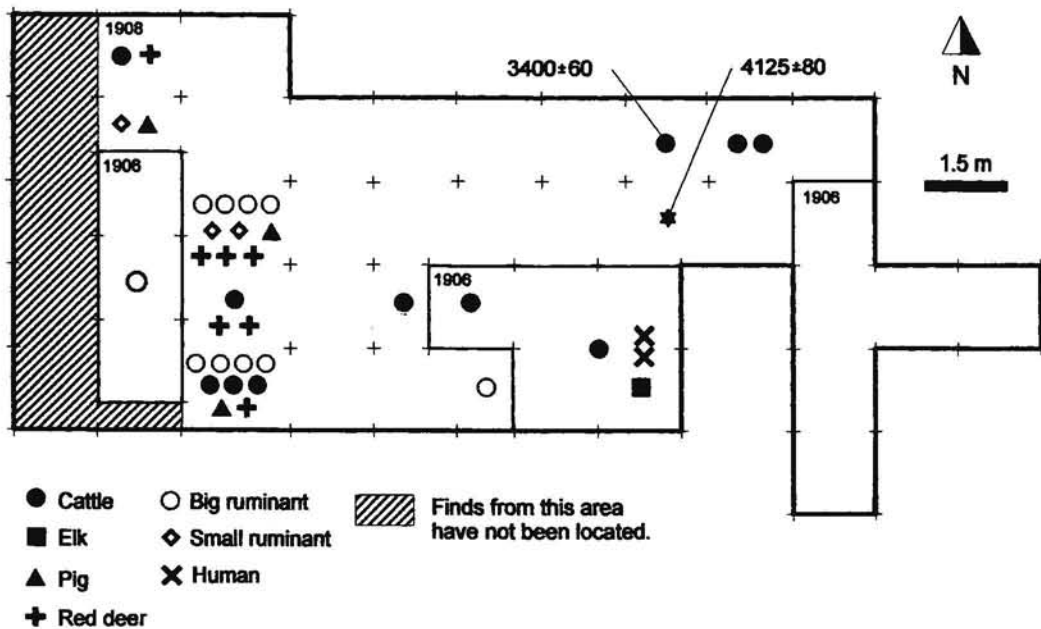 1908
3400±60
4125±80
N
1.5 m
1906
1906
1906
Cattle
Big ruminant
Finds from this area
have not been located.
Elk
Small ruminant
Pig
Human
Red deer